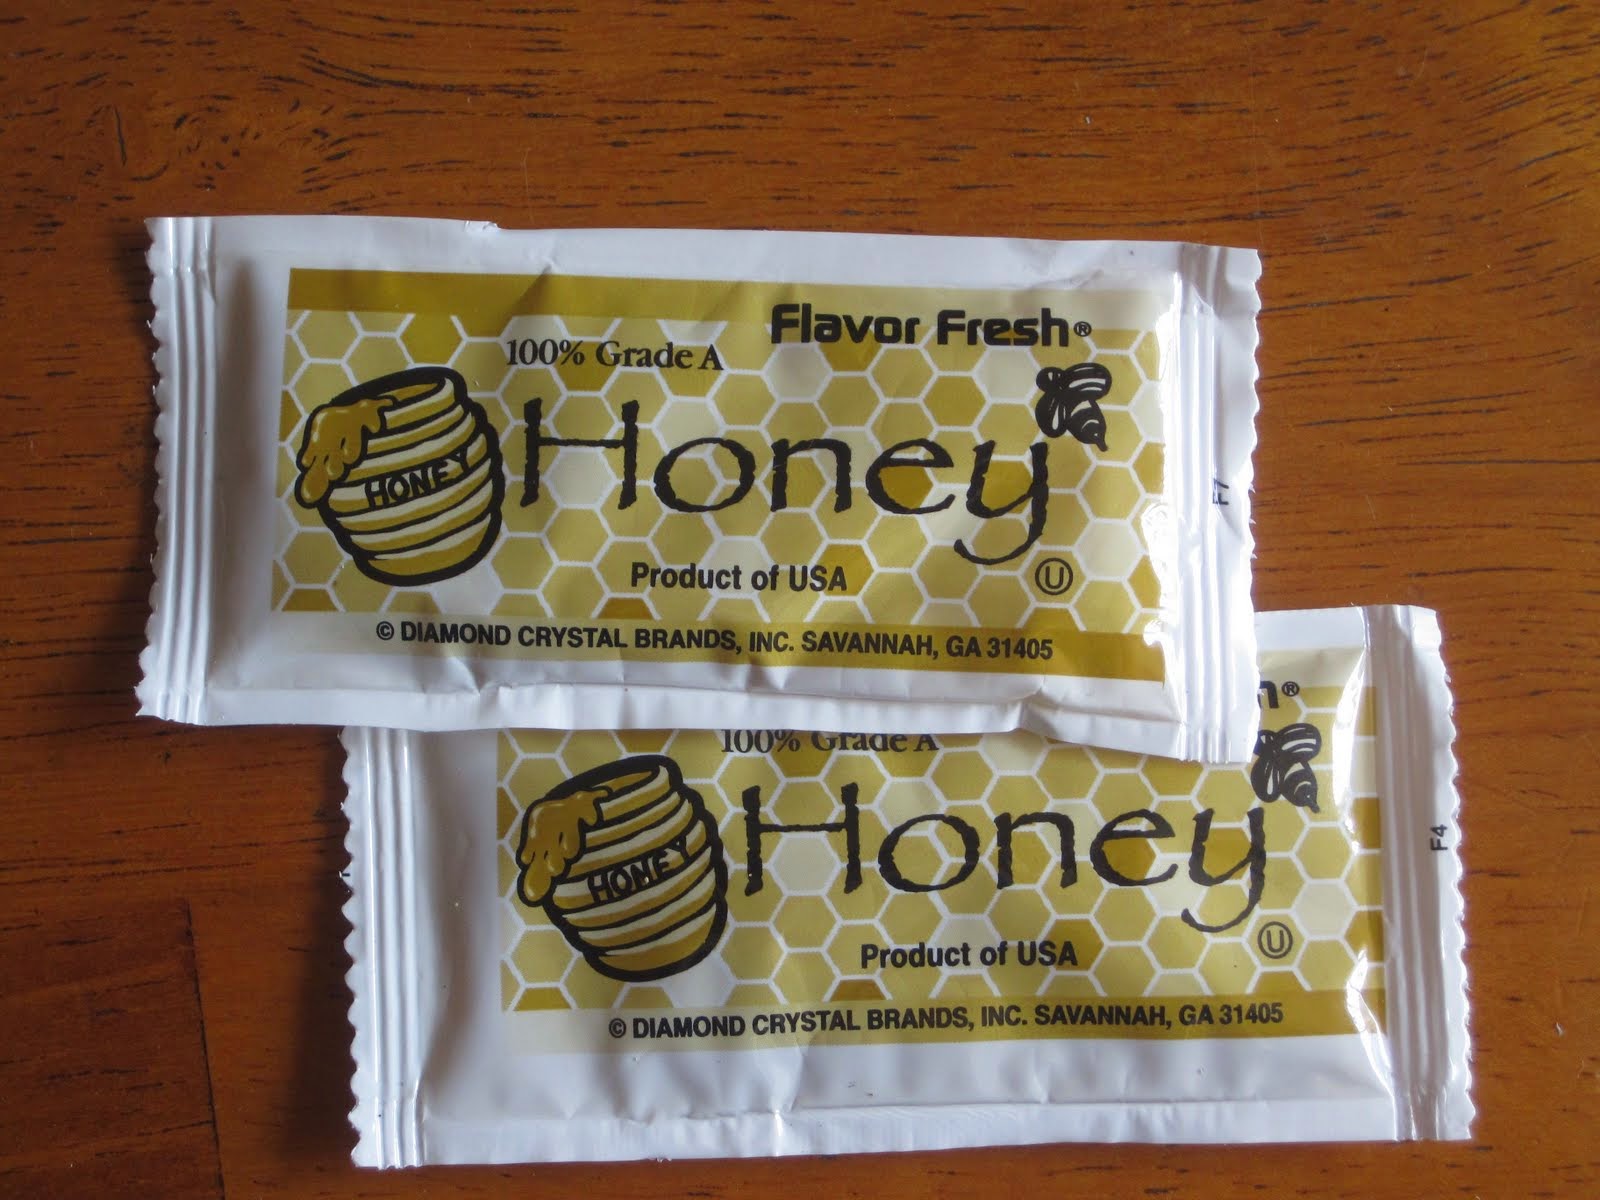 Flavor Fresh®
100% Grade A
Honey
HONEY
Product of USA
U
© DIAMOND CRYSTAL BRANDS, INC. SAVANNAH, GA 31405
F7
h®
100% Grade A
Honey
HONEY
Product of USA
U
© DIAMOND CRYSTAL BRANDS, INC. SAVANNAH, GA 31405
F4